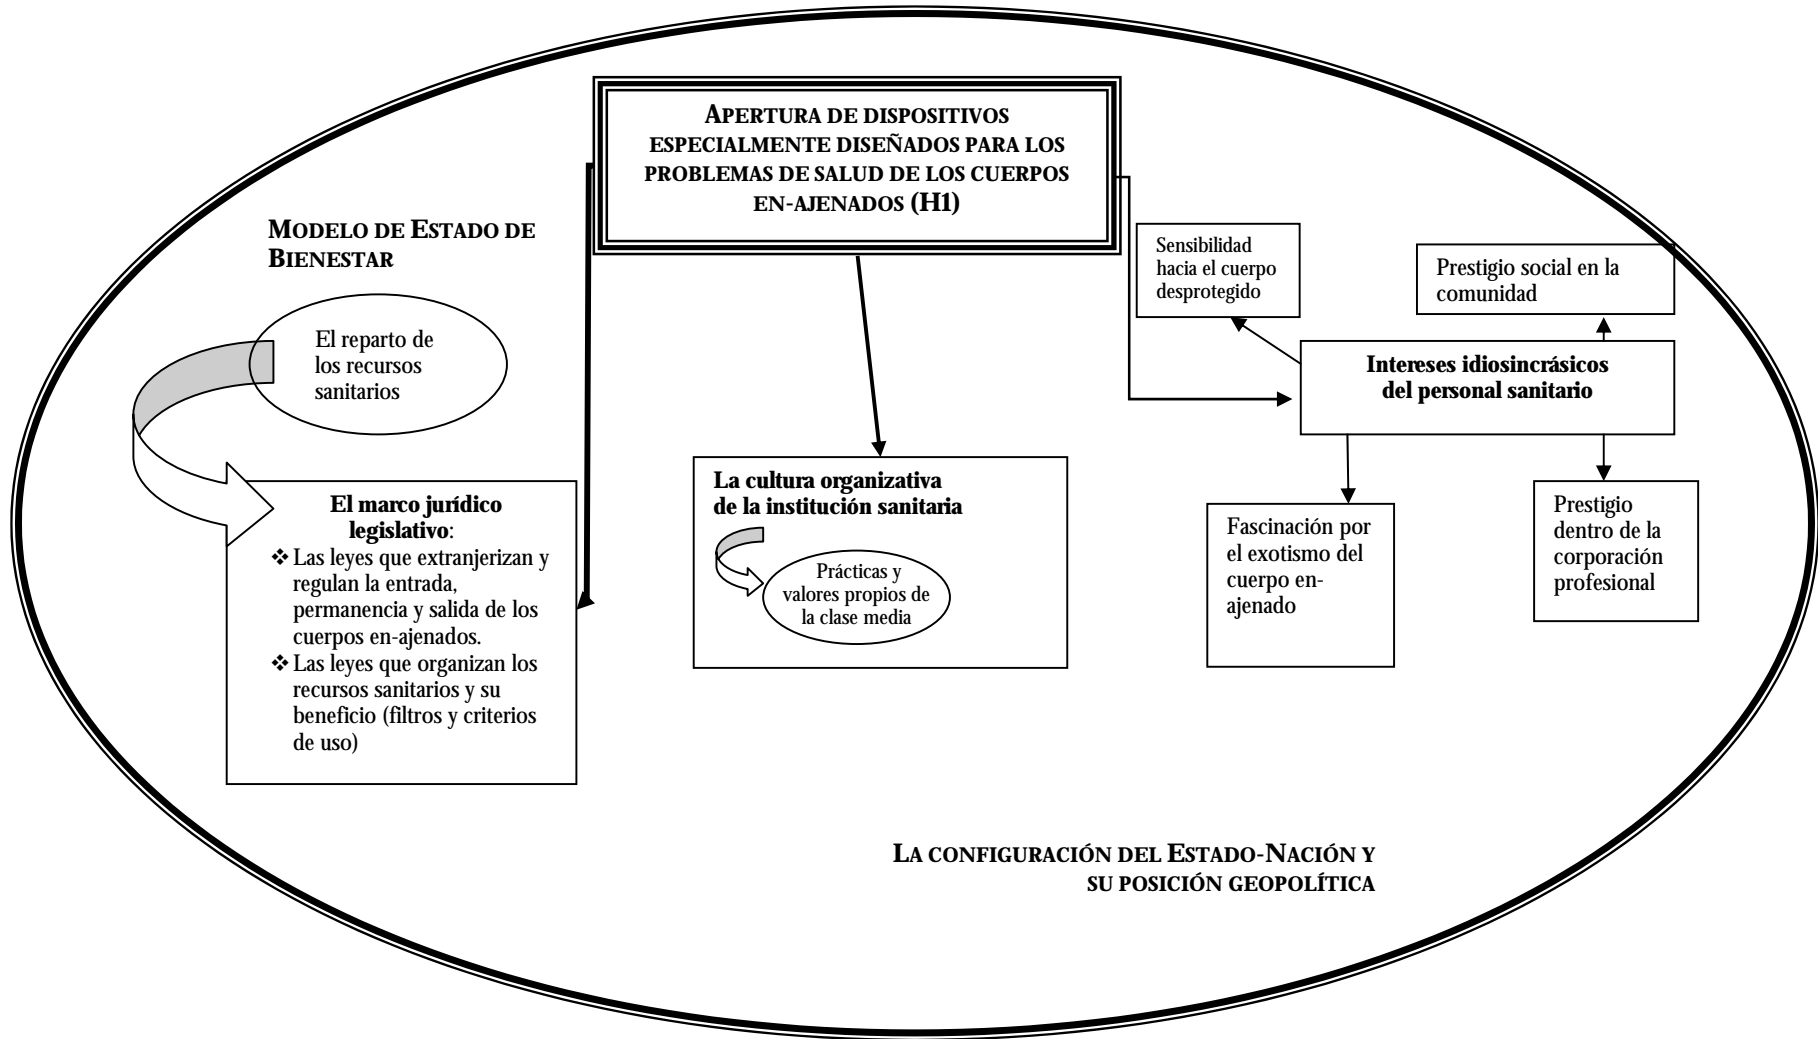 APERTURA DE DISPOSITIVOS
ESPECIALMENTE DISEÑADOS PARA LOS
PROBLEMAS DE SALUD DE LOS CUERPOS
EN-AJENADOS (H1)
MODELO DE ESTADO DE
BIENESTAR
El reparto de
los recursos
sanitarios
El marco jurídico
legislativo:
❖ Las leyes que extranjerizan y
regulan la entrada,
permanencia y salida de los
cuerpos en-ajenados.
❖ Las leyes que organizan los
recursos sanitarios y su
beneficio (filtros y criterios
de uso)
La cultura organizativa
de la institución sanitaria
Prácticas y
valores propios de
la clase media
Sensibilidad
hacia el cuerpo
desprotegido
Prestigio social en la
comunidad
Intereses idiosincrásicos
del personal sanitario
Fascinación por
el exotismo del
cuerpo en-
ajenado
Prestigio
dentro de la
corporación
profesional
LA CONFIGURACIÓN DEL ESTADO-NACIÓN Y
SU POSICIÓN GEOPOLÍTICA